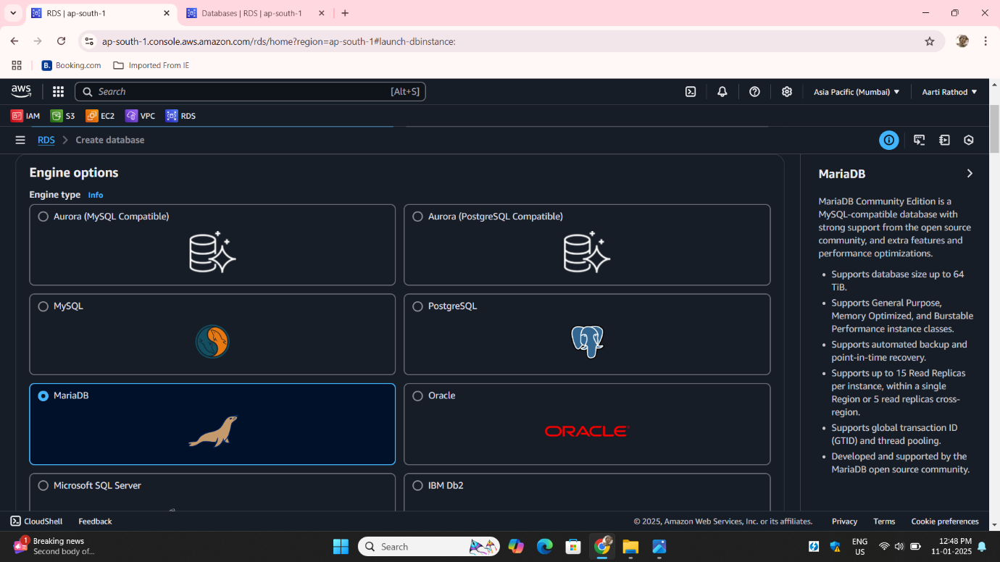 RDS | ap-south-1
Databases | RDS | ap-south-1
ap-south-1.console.aws.amazon.com/rds/home?region=ap-south-1#launch-dbinstance:
B. Booking.com
Imported From IE
aws
Search [Alt+S]
Asia Pacific (Mumbai)
Aarti Rathod
IAM S3 EC2 VPC RDS
RDS > Create database
Engine options
Engine type Info
Aurora (MySQL Compatible)
Aurora (PostgreSQL Compatible)
MySQL
PostgreSQL
MariaDB
Oracle
ORACLE
Microsoft SQL Server
IBM Db2
MariaDB
MariaDB Community Edition is a
MySQL-compatible database with
strong support from the open source
community, and extra features and
performance optimizations.
• Supports database size up to 64
TiB.
• Supports General Purpose,
Memory Optimized, and Burstable
Performance instance classes.
• Supports automated backup and
point-in-time recovery.
• Supports up to 15 Read Replicas
per instance, within a single
Region or 5 read replicas cross-
region.
• Supports global transaction ID
(GTID) and thread pooling.
• Developed and supported by the
MariaDB open source community.
CloudShell Feedback
© 2025, Amazon Web Services, Inc. or its affiliates. Privacy Terms Cookie preferences
1
Breaking news
Second body of...
Search
ENG
US
12:48 PM
11-01-2025